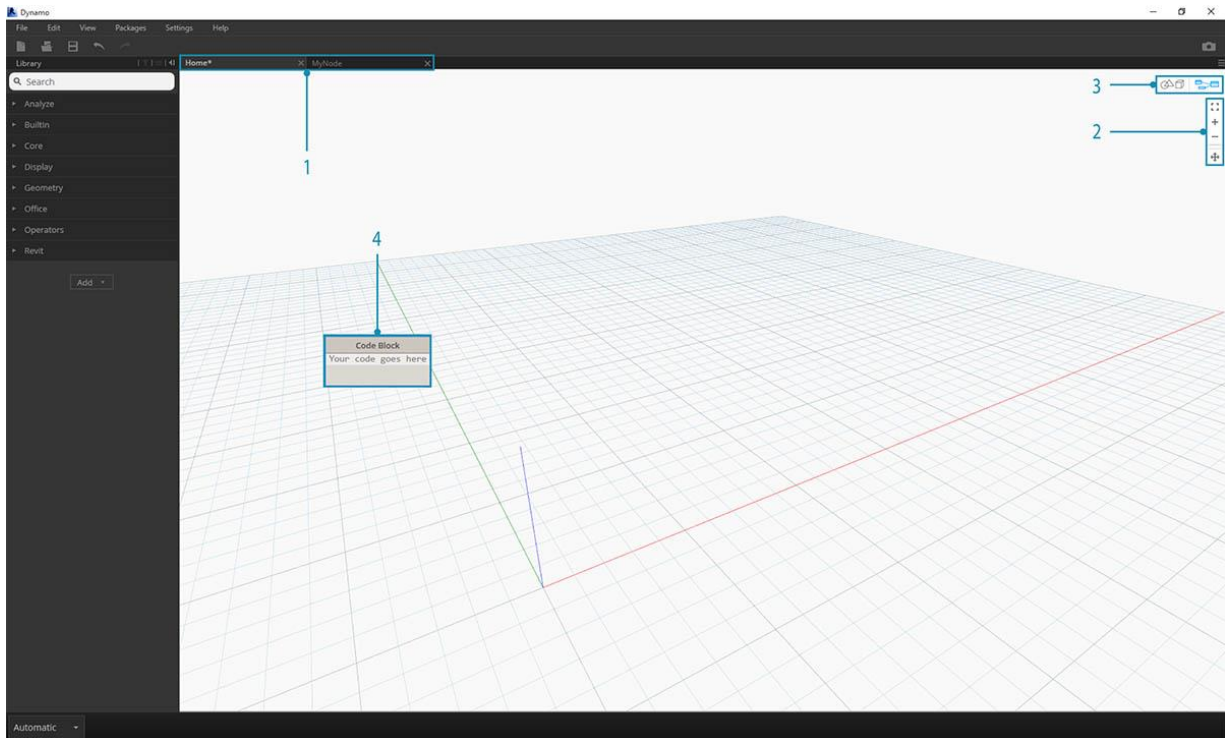 Dynamo
File Edit View Packages Settings Help
Library
Home*
MyNode
Search
Analyze
BuiltIn
Core
Display
Geometry
Office
Operators
Revit
Add
1
2
3
4
Code Block
Your code goes here
Automatic